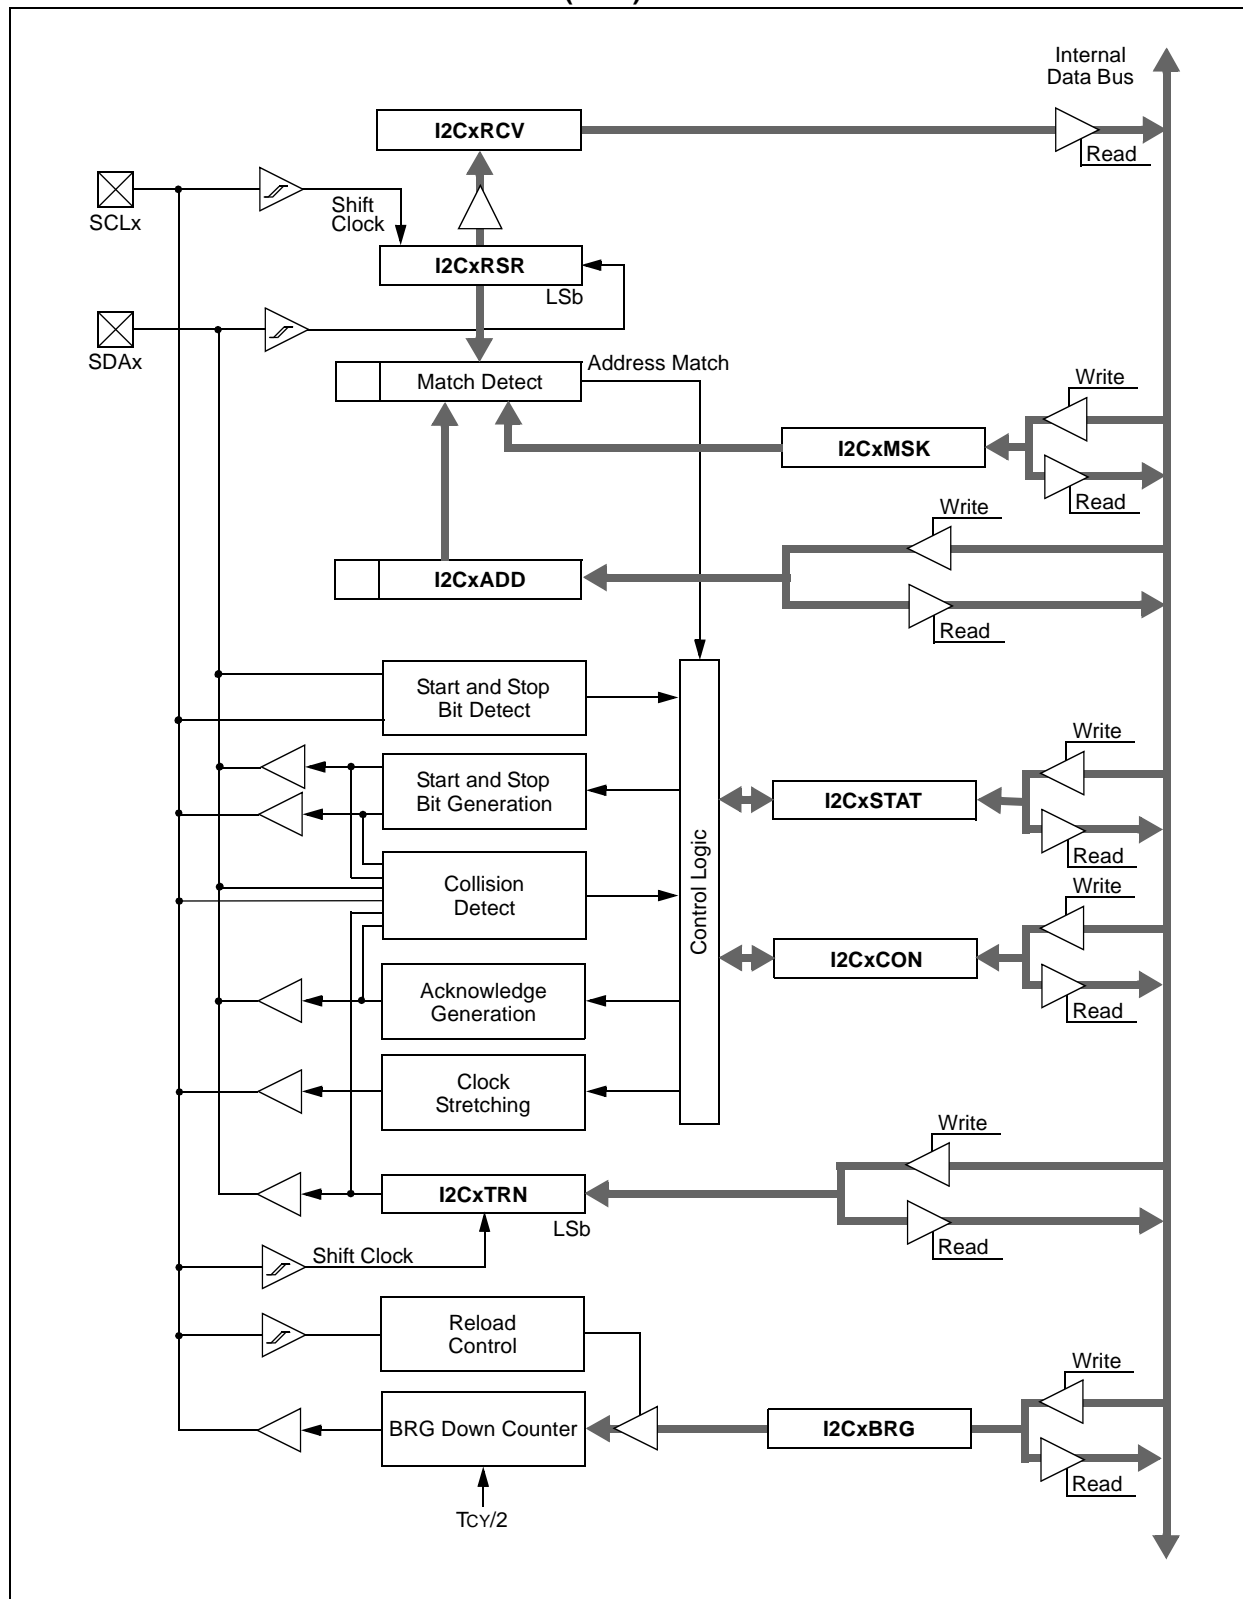 Internal
Data Bus
I2CxRCV
Read
SCLx
Shift
Clock
I2CxRSR
LSb
SDAx
Match Detect
Address Match
Write
I2CxMSK
Read
Write
I2CxADD
Read
Start and Stop
Bit Detect
Write
Start and Stop
Bit Generation
I2CxSTAT
Read
Control Logic
Collision
Detect
Write
I2CxCON
Read
Acknowledge
Generation
Clock
Stretching
Write
I2CxTRN
LSb
Read
Shift Clock
Reload
Control
Write
BRG Down Counter
I2CxBRG
Read
TCY/2